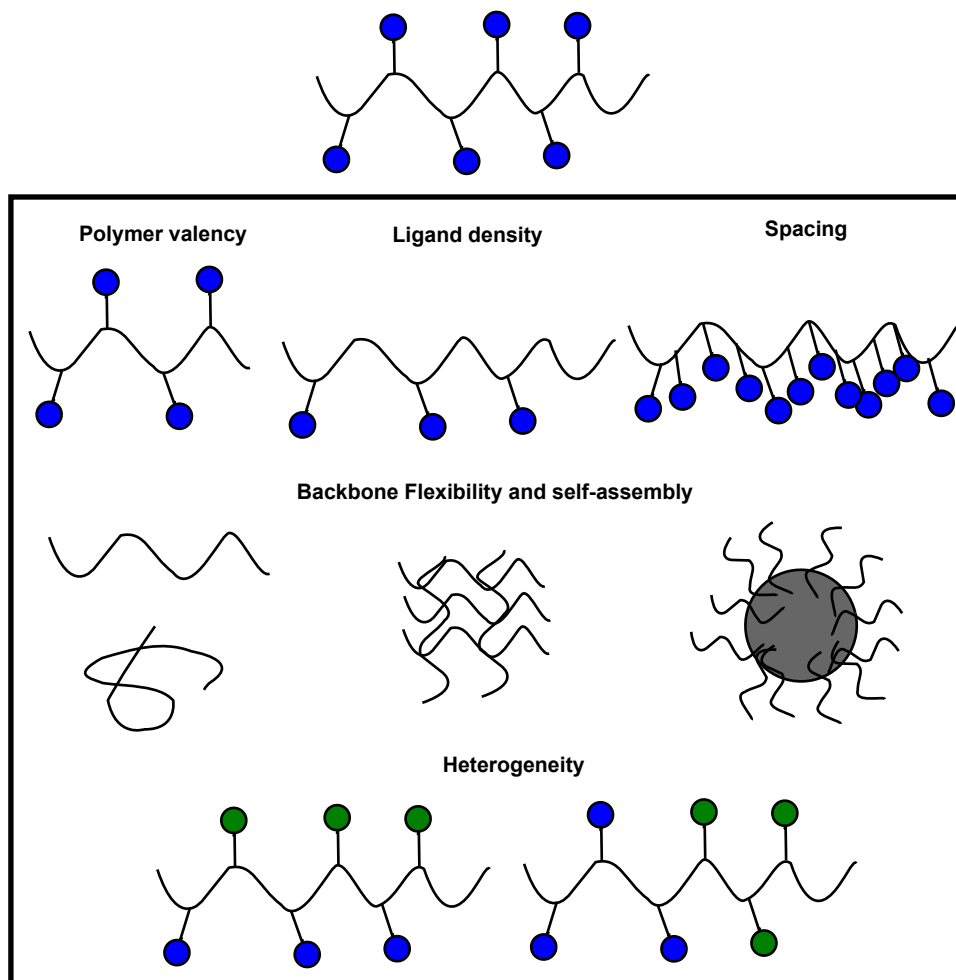 Polymer valency
Ligand density
Spacing
Backbone Flexibility and self-assembly
Heterogeneity